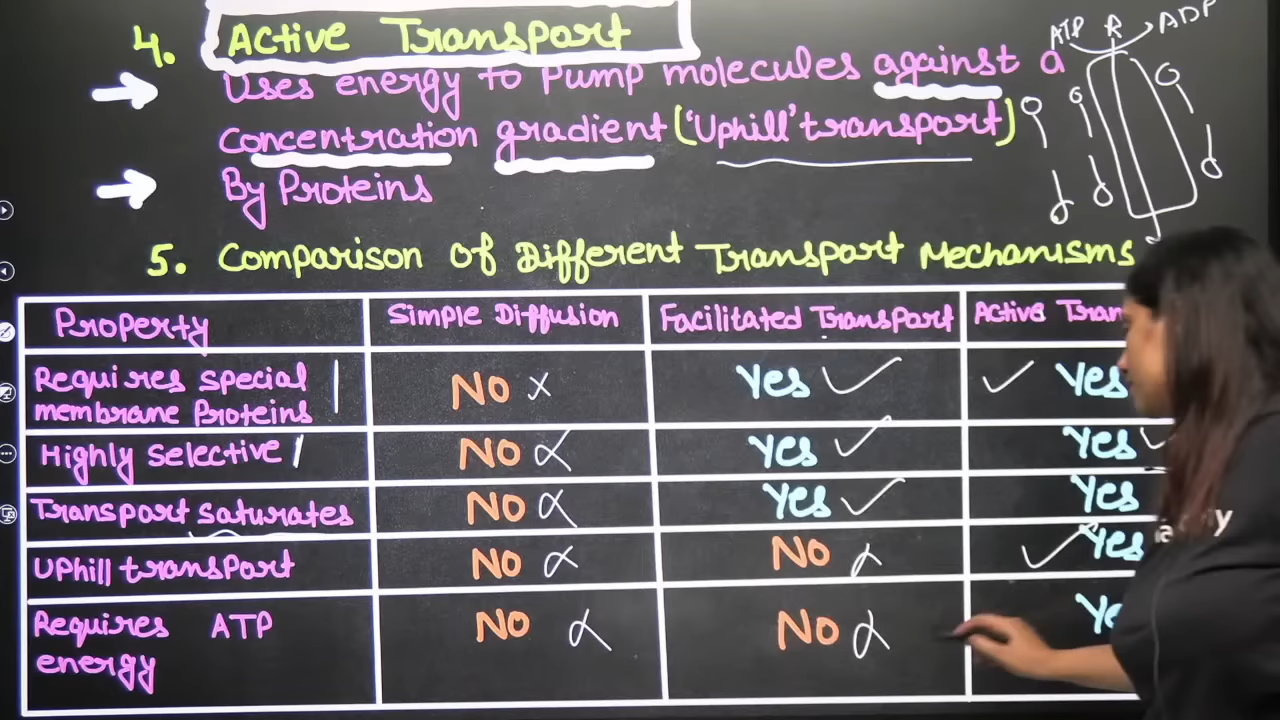 4. Active Transport
ATP R ADP
Uses energy to Pump molecules against a
concentration gradient ('Uphill' transport)
By Proteins
5. Comparison of Different Transport Mechanisms
Property Simple Diffusion Facilitated Transport Active
Requires special
membrane Proteins NO Yes Yes
Highly Selective NO Yes Yes
Transport saturates NO Yes Yes
Uphill transport NO NO Yes
Requires ATP
energy NO NO